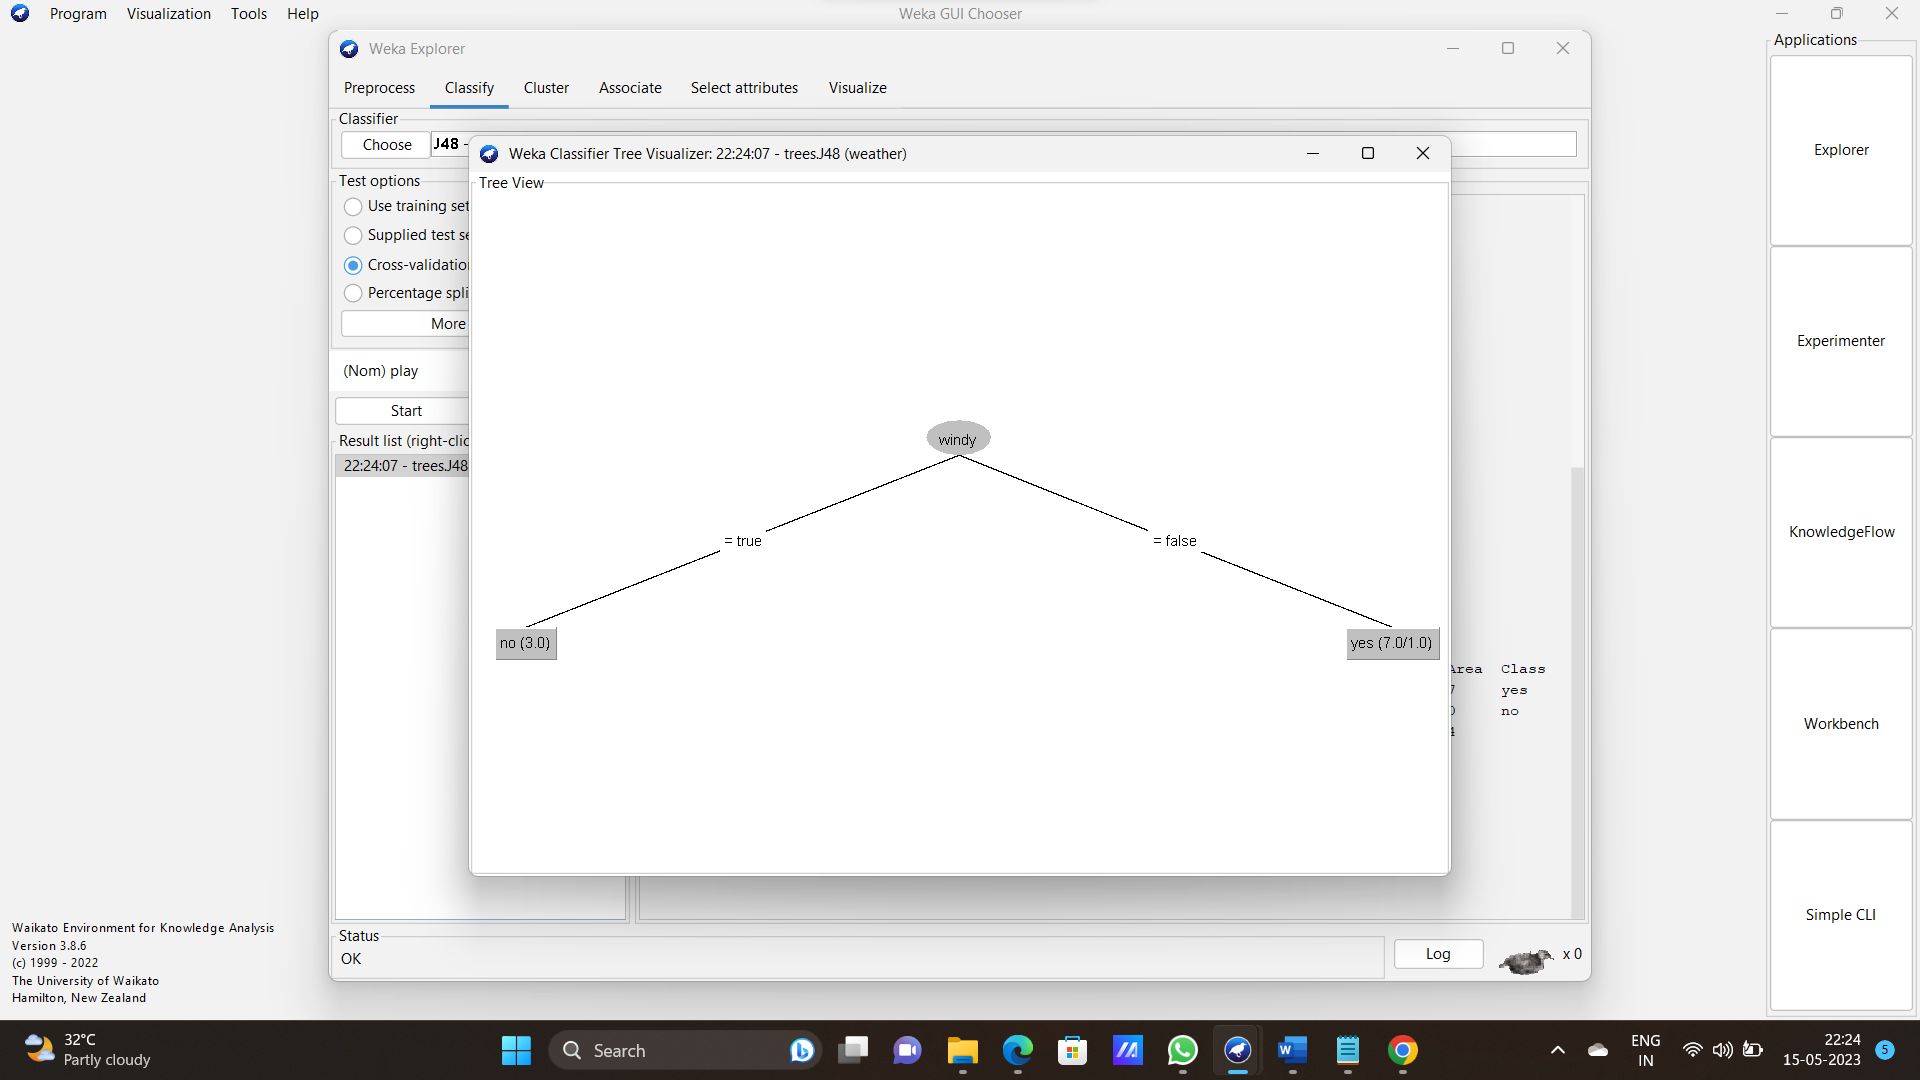 Program Visualization Tools Help
Weka GUI Chooser
Weka Explorer
Preprocess Classify Cluster Associate Select attributes Visualize
Classifier
Choose J48 -
Weka Classifier Tree Visualizer: 22:24:07 - trees.J48 (weather)
Tree View
Test options
Use training set
Supplied test se
Cross-validation
Percentage spli
More
(Nom) play
Start
Result list (right-clic
22:24:07 - trees.J48
windy
= true
= false
no (3.0)
yes (7.0/1.0)
Area Class
yes
no
Status
OK
Log
x 0
Applications
Explorer
Experimenter
KnowledgeFlow
Workbench
Simple CLI
Waikato Environment for Knowledge Analysis
Version 3.8.6
(c) 1999 - 2022
The University of Waikato
Hamilton, New Zealand
32°C
Partly cloudy
Search
ENG
IN
22:24
15-05-2023
5